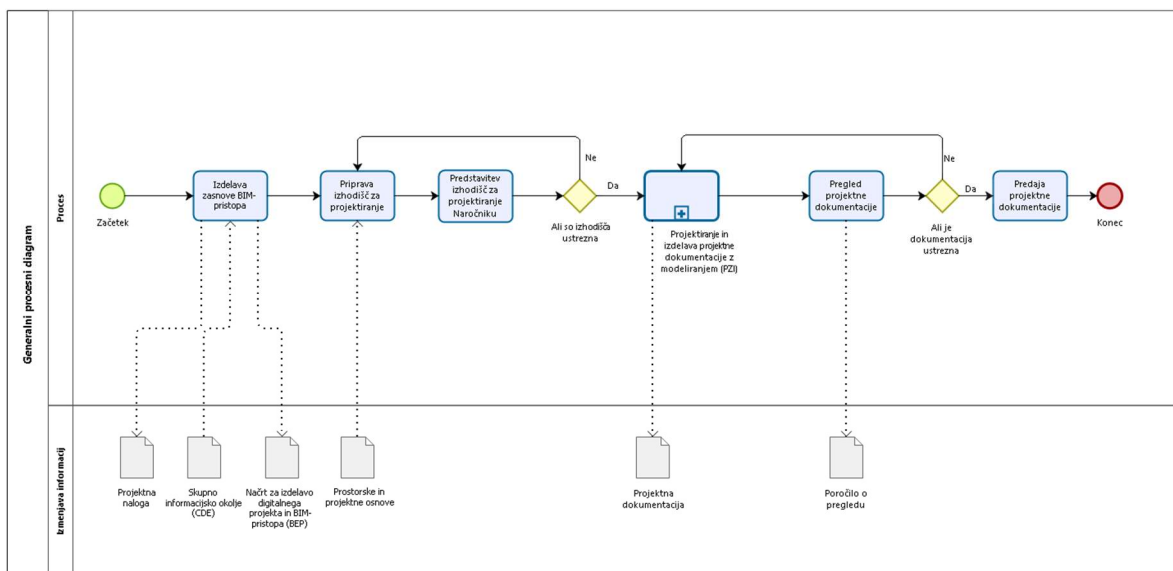 Generalni procesni diagram
Proces
Začetek
Izdelava
zasnove BIM-
pristopa
Priprava
izhodišč za
projektiranje
Predstavitev
izhodišč za
projektiranje
Naročniku
Ne
Da
Ali so izhodišča
ustrezna
Projektiranje in
izdelava projektne
dokumentacije z
modeliranjem (PZI)
Pregled
projektne
dokumentacije
Ne
Da
Ali je
dokumentacija
ustrezna
Predaja
projektne
dokumentacije
Konec
Izmenjava informacij
Projektna
naloga
Skupno
informacijsko okolje
(CDE)
Načrt za izdelavo
digitalnega
projekta in BIM-
pristopa (BEP)
Prostorske in
projektne osnove
Projektna
dokumentacija
Poročilo o
pregledu